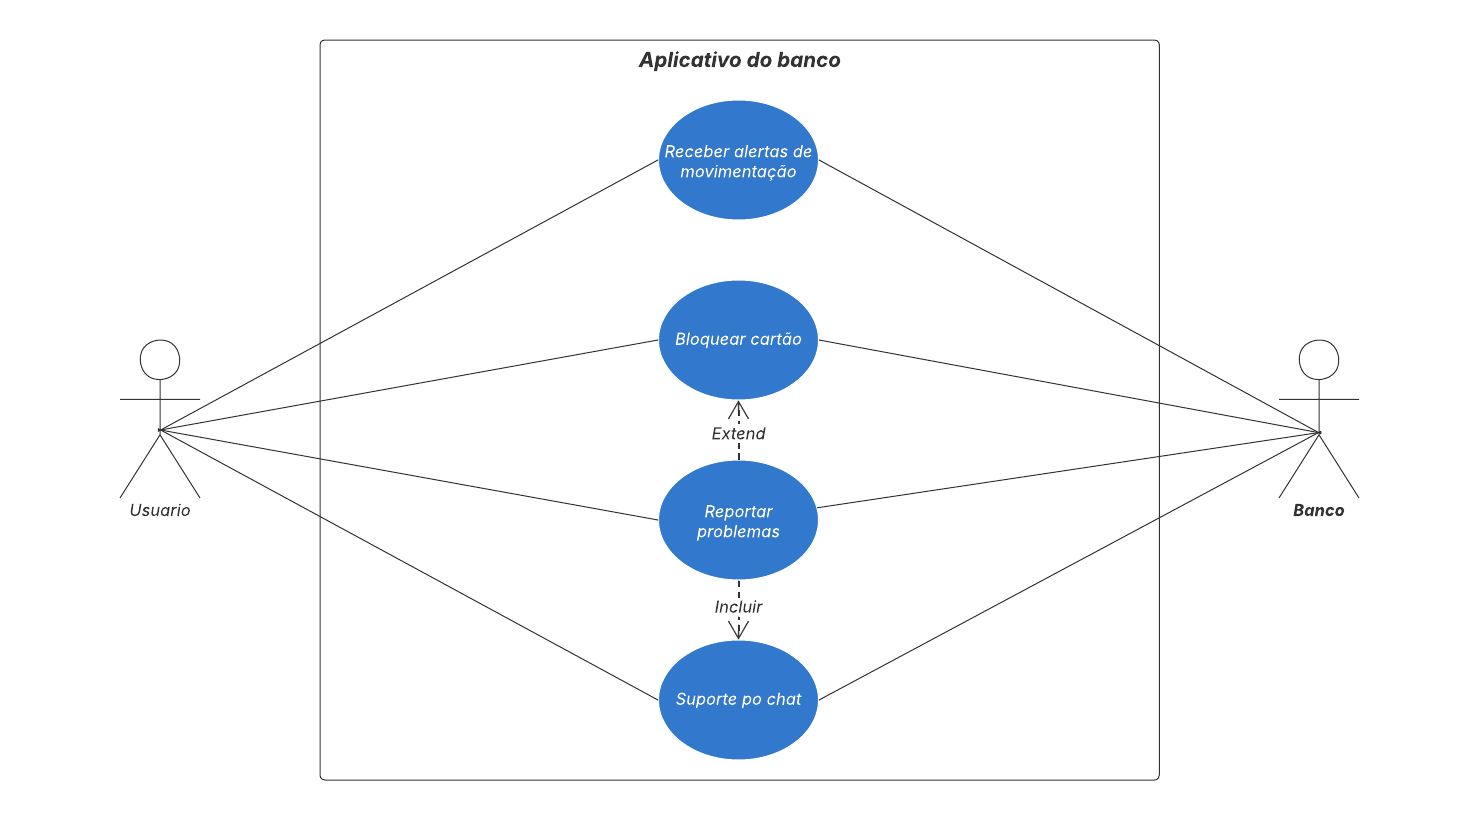 Aplicativo do banco
Receber alertas de
movimentação
Bloquear cartão
Extend
Reportar
problemas
Usuario
Banco
Incluir
Suporte po chat